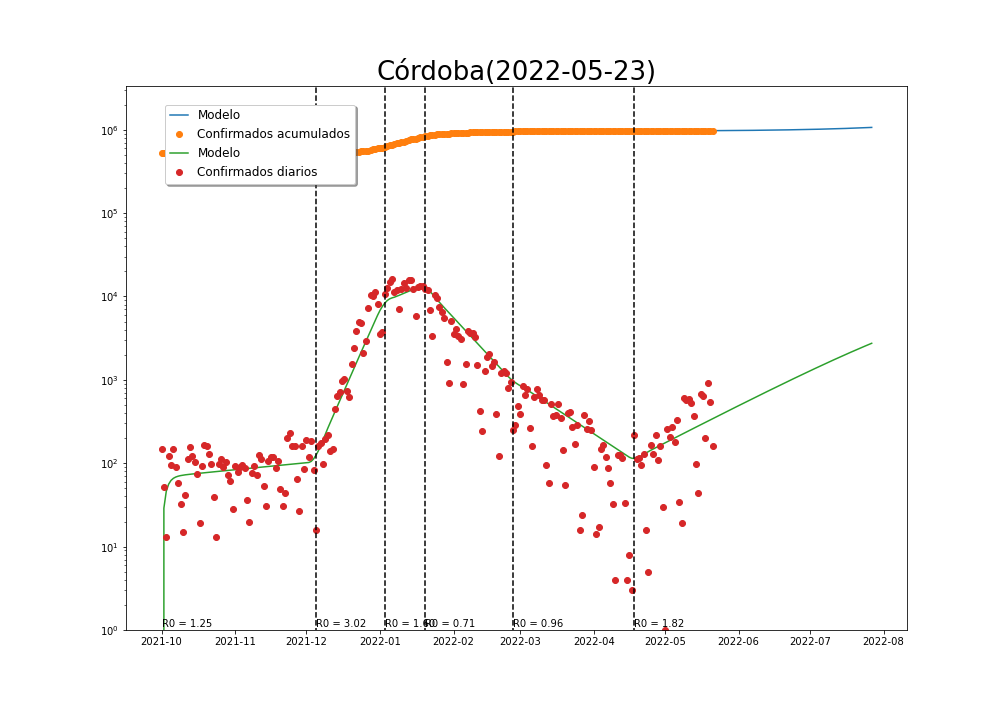 Córdoba(2022-05-23)
Modelo
Confirmados acumulados
Modelo
Confirmados diarios
10^6
10^5
10^4
10^3
10^2
10^1
10^0
R0 = 1.25
R0 = 3.02
R0 = 1.60
R0 = 0.71
R0 = 0.96
R0 = 1.82
2021-10
2021-11
2021-12
2022-01
2022-02
2022-03
2022-04
2022-05
2022-06
2022-07
2022-08